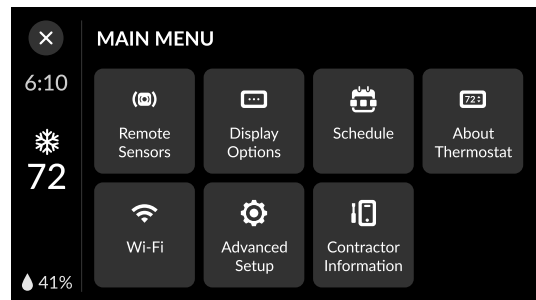 MAIN MENU
6:10
72
41%
Remote
Sensors
Display
Options
Schedule
72
About
Thermostat
Wi-Fi
Advanced
Setup
Contractor
Information